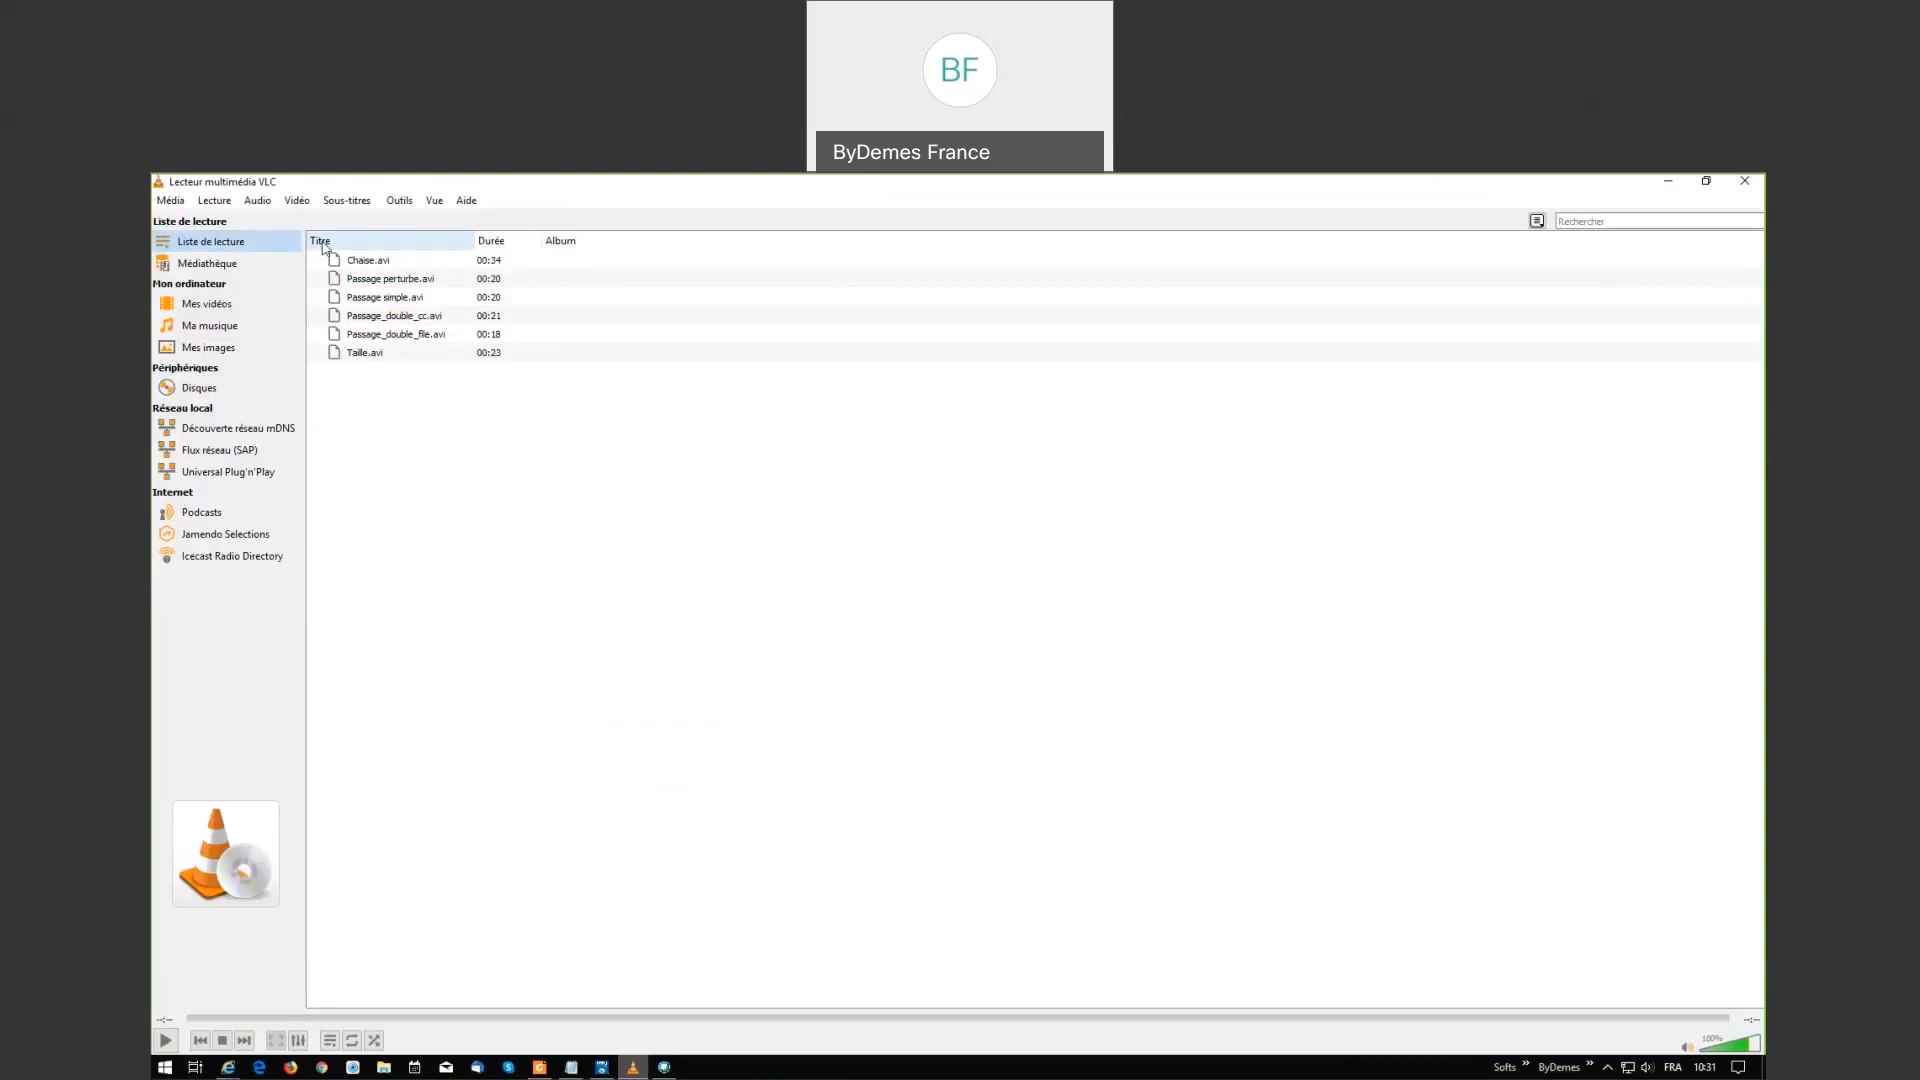 BF
ByDemes France
Lecteur multimédia VLC
Média Lecture Audio Vidéo Sous-titres Outils Vue Aide
Liste de lecture
Rechercher
Liste de lecture
Médiathèque
Mon ordinateur
Mes vidéos
Ma musique
Mes images
Périphériques
Disques
Réseau local
Découverte réseau mDNS
Flux réseau (SAP)
Universal Plug'n'Play
Internet
Podcasts
Jamendo Selections
Icecast Radio Directory
Titre Durée Album
Chaise.avi 00:34
Passage perturbe.avi 00:20
Passage simple.avi 00:20
Passage_double_cc.avi 00:21
Passage_double_file.avi 00:18
Taille.avi 00:23
--:-- --:--
100%
Softs ByDemes FRA 10:31